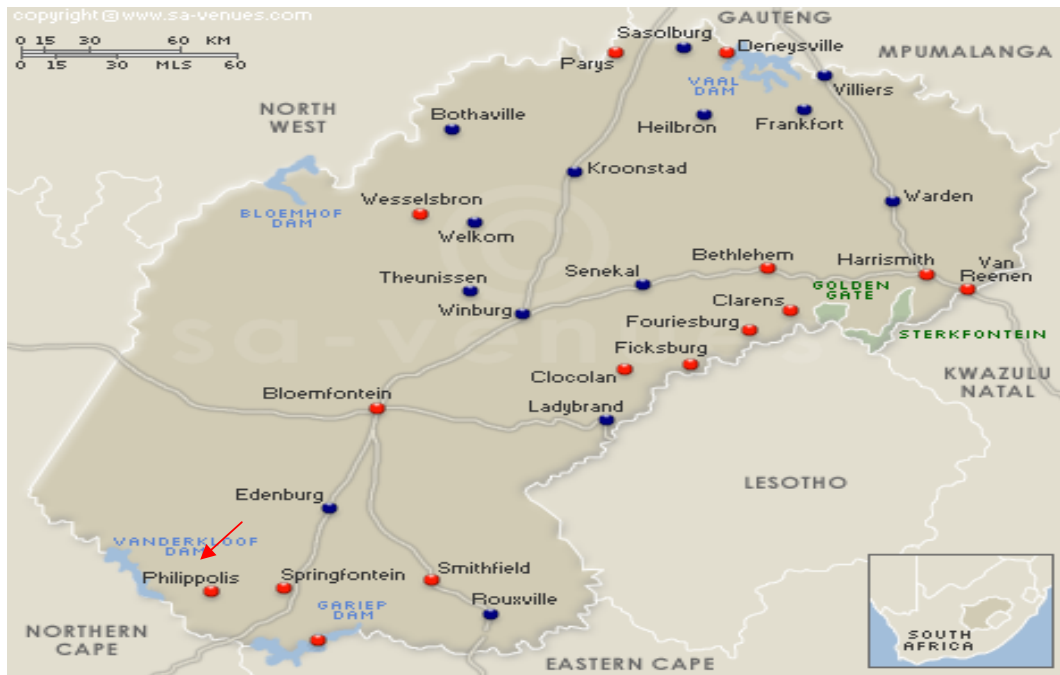 copyright@www.sa-venues.com
0 15 30 60 KM
0 15 30 MLS 60
GAUTENG
Sasolburg
Deneysville
MPUMALANGA
Parys
VAAL
DAM
Villiers
NORTH
WEST
Bothaville
Heilbron
Frankfort
Kroonstad
Wesselsbron
Warden
BLOEMHOF
DAM
Welkom
Bethlehem
Harrismith
Van
Reenen
Theunissen
Senekal
GOLDEN
GATE
Winburg
Clarens
Fouriesburg
STERKFONTEIN
sa-venues
Ficksburg
Clocolan
KWAZULU
NATAL
Bloemfontein
Ladybrand
LESOTHO
Edenburg
VANDERKLOOF
DAM
Philippolis
Springfontein
Smithfield
GARIEP
DAM
Rouxville
NORTHERN
CAPE
EASTERN CAPE
SOUTH
AFRICA